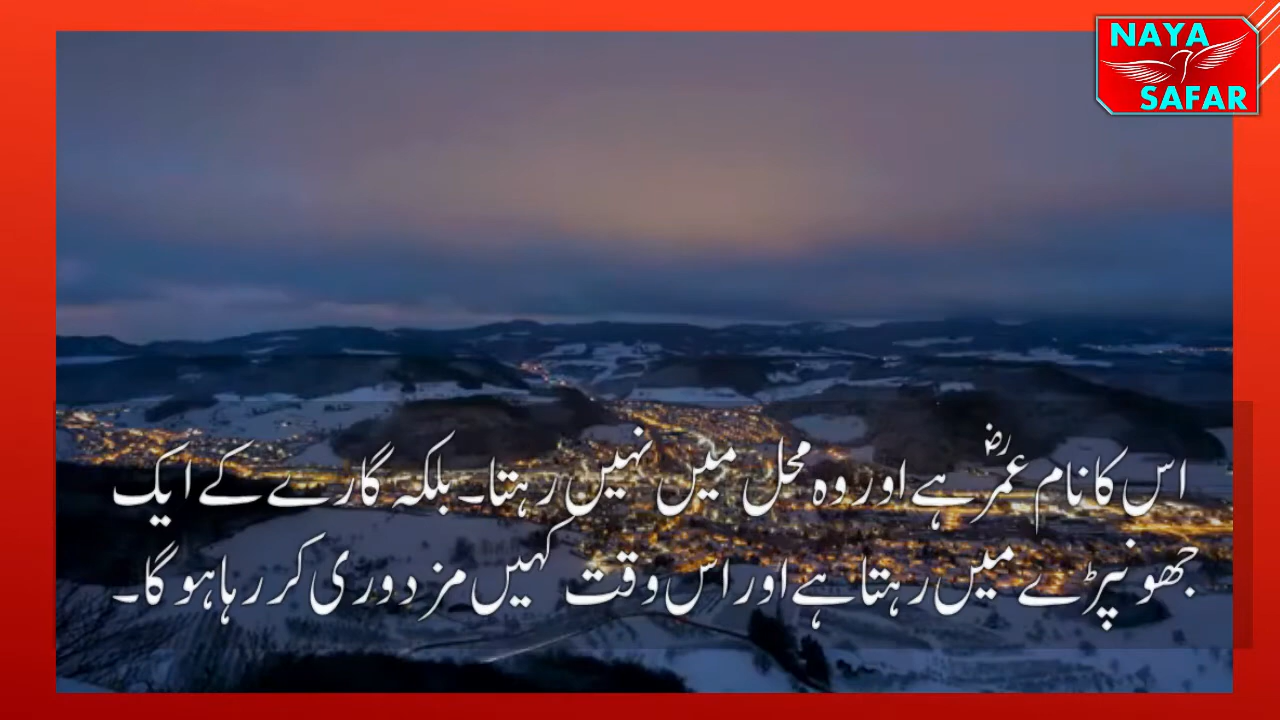 NAYA
SAFAR
اس کا نام عمرؓ ہے اور وہ محل میں نہیں رہتا۔ بلکہ گارے کے ایک
جھونپڑے میں رہتا ہے اور اس وقت کہیں مزدوری کر رہا ہو گا۔